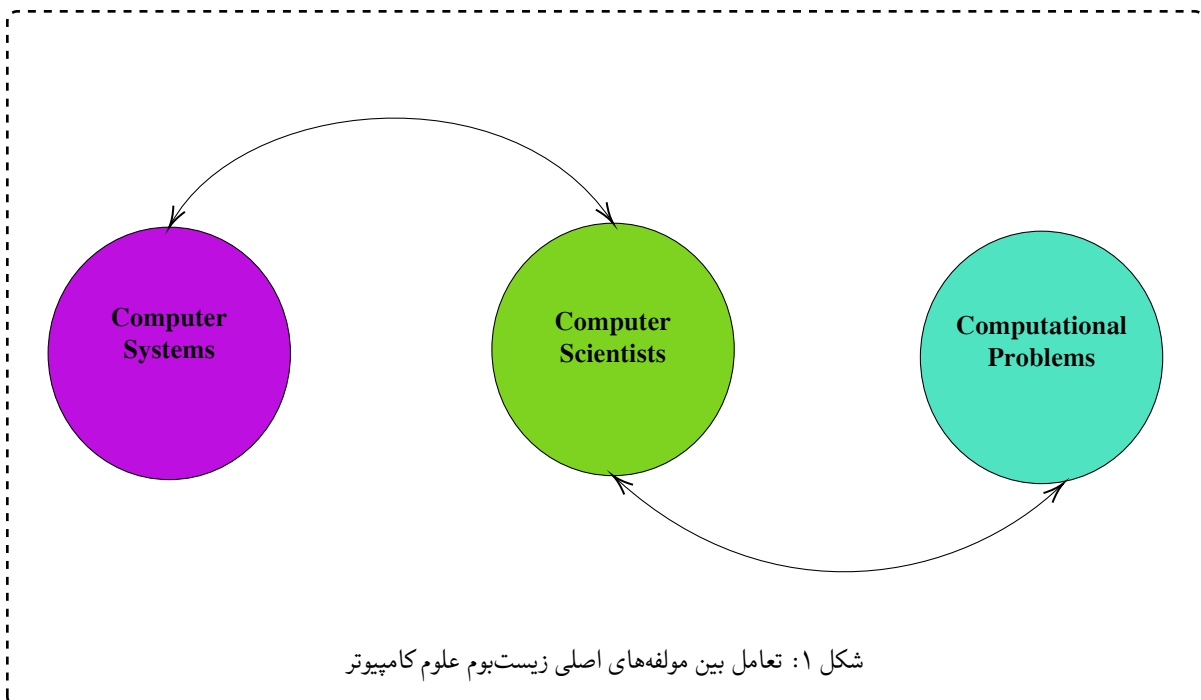 Computer
Systems
Computer
Scientists
Computational
Problems
شکل ۱: تعامل بین مولفه‌های اصلی زیست‌بوم علوم کامپیوتر